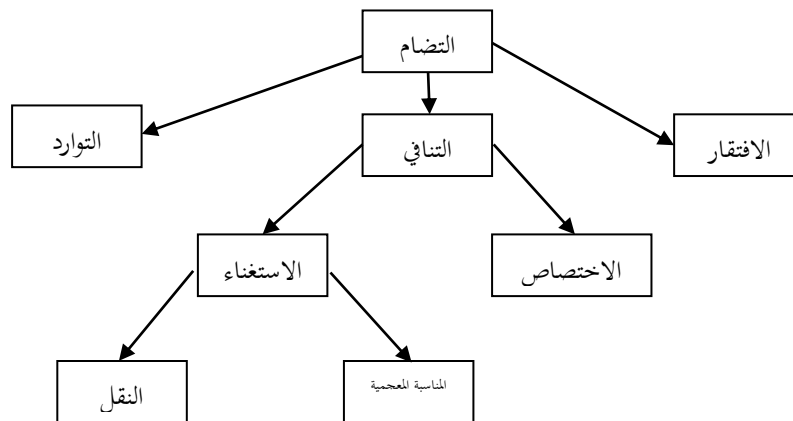 التضام
الافتقار
التنافي
التوارد
الاختصاص
الاستغناء
المناسبة المعجمية
النقل